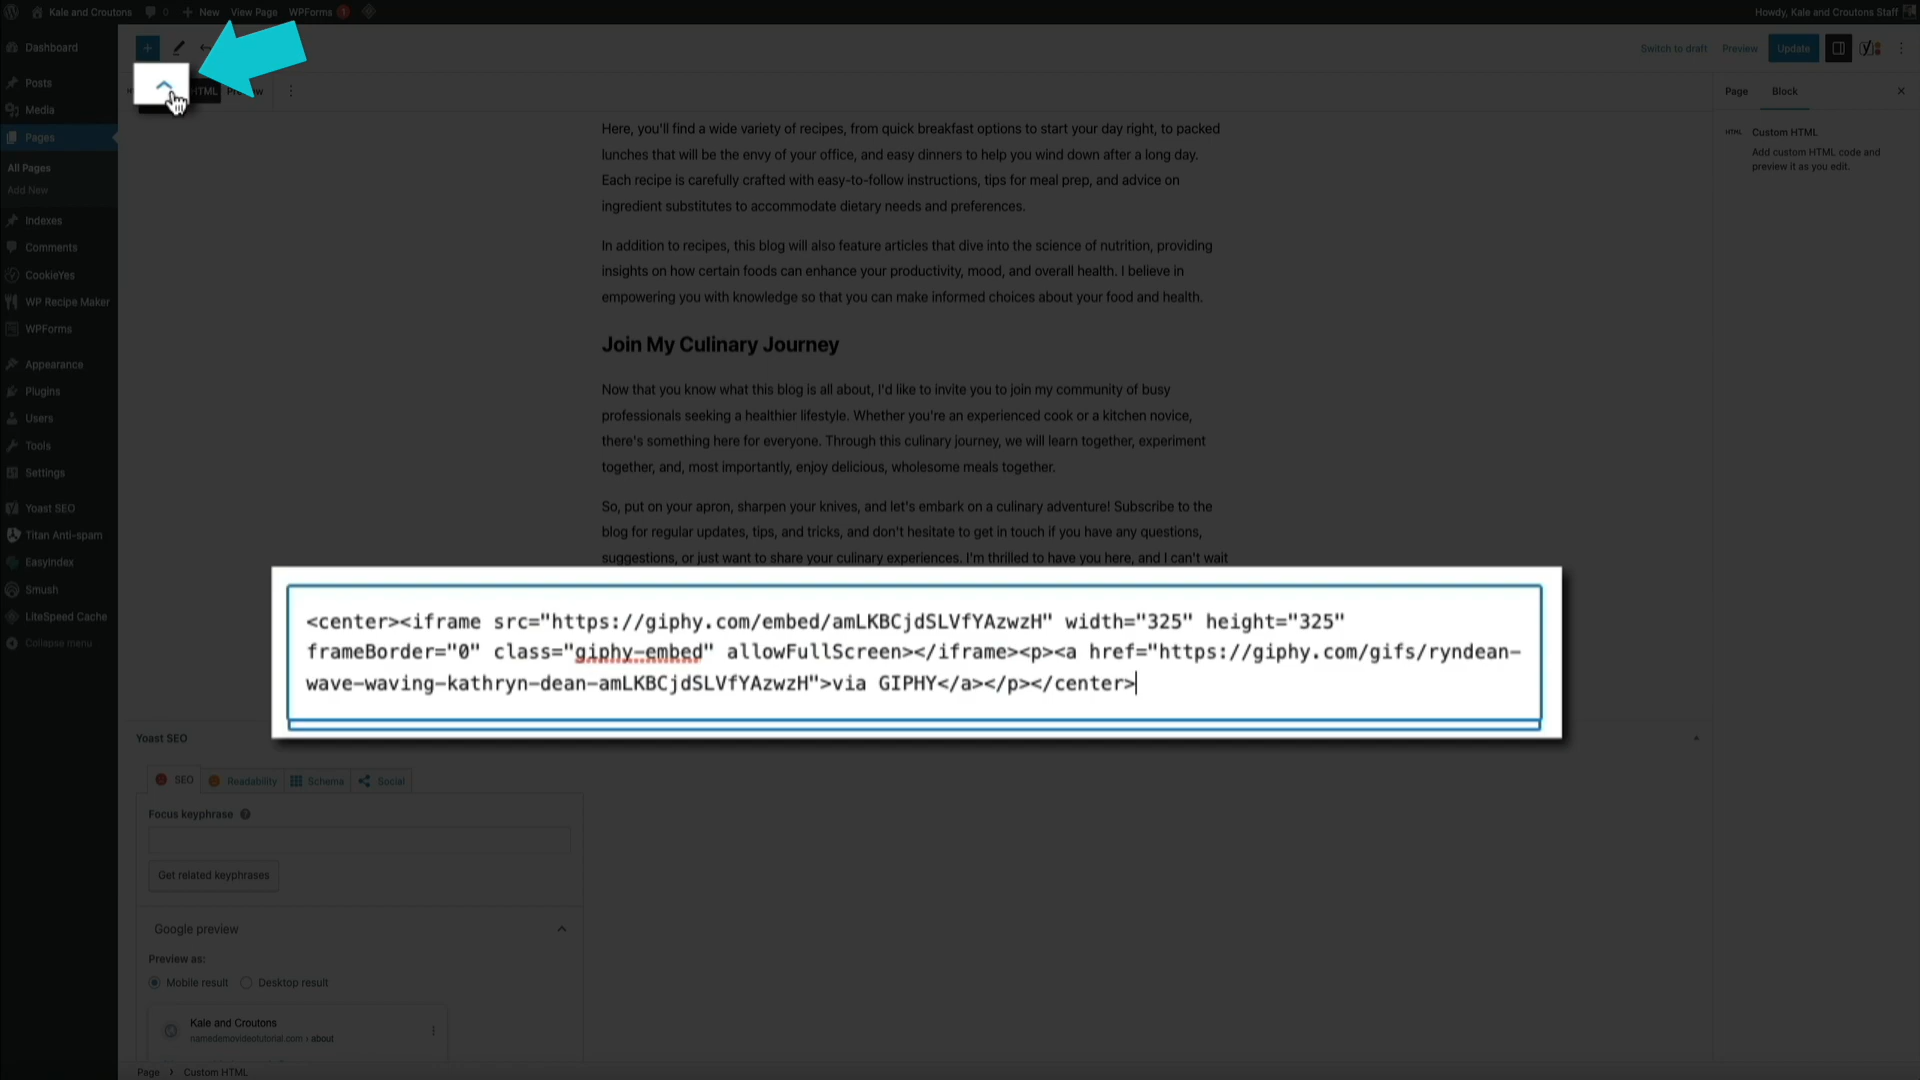 Kale and Croutons
0
New
View Page
WPForms
1
Howdy, Kale and Croutons Staff
Dashboard
Posts
Media
Pages
All Pages
Add New
Indexes
Comments
CookieYes
WP Recipe Maker
WPForms
Appearance
Plugins
Users
Tools
Settings
Yoast SEO
Titan Anti-spam
EasyIndex
Smush
LiteSpeed Cache
Collapse menu
Switch to draft
Preview
Update
HTML
Page
Block
HTML
Custom HTML
Add custom HTML code and
preview it as you edit.
Here, you'll find a wide variety of recipes, from quick breakfast options to start your day right, to packed
lunches that will be the envy of your office, and easy dinners to help you wind down after a long day.
Each recipe is carefully crafted with easy-to-follow instructions, tips for meal prep, and advice on
ingredient substitutes to accommodate dietary needs and preferences.
In addition to recipes, this blog will also feature articles that dive into the science of nutrition, providing
insights on how certain foods can enhance your productivity, mood, and overall health. I believe in
empowering you with knowledge so that you can make informed choices about your food and health.
Join My Culinary Journey
Now that you know what this blog is all about, I'd like to invite you to join my community of busy
professionals seeking a healthier lifestyle. Whether you're an experienced cook or a kitchen novice,
there's something here for everyone. Through this culinary journey, we will learn together, experiment
together, and, most importantly, enjoy delicious, wholesome meals together.
So, put on your apron, sharpen your knives, and let's embark on a culinary adventure! Subscribe to the
blog for regular updates, tips, and tricks, and don't hesitate to get in touch if you have any questions,
suggestions, or just want to share your culinary experiences. I'm thrilled to have you here, and I can't wait
<center><iframe src="https://giphy.com/embed/amLKBCjdSLVfYAzwzH" width="325" height="325"
frameBorder="0" class="giphy-embed" allowFullScreen></iframe><p><a href="https://giphy.com/gifs/ryndean-
wave-waving-kathryn-dean-amLKBCjdSLVfYAzwzH">via GIPHY</a></p></center>
Yoast SEO
SEO
Readability
Schema
Social
Focus keyphrase
Get related keyphrases
Google preview
Preview as:
Mobile result
Desktop result
Kale and Croutons
namedemovideotutorial.com › about
Page
Custom HTML